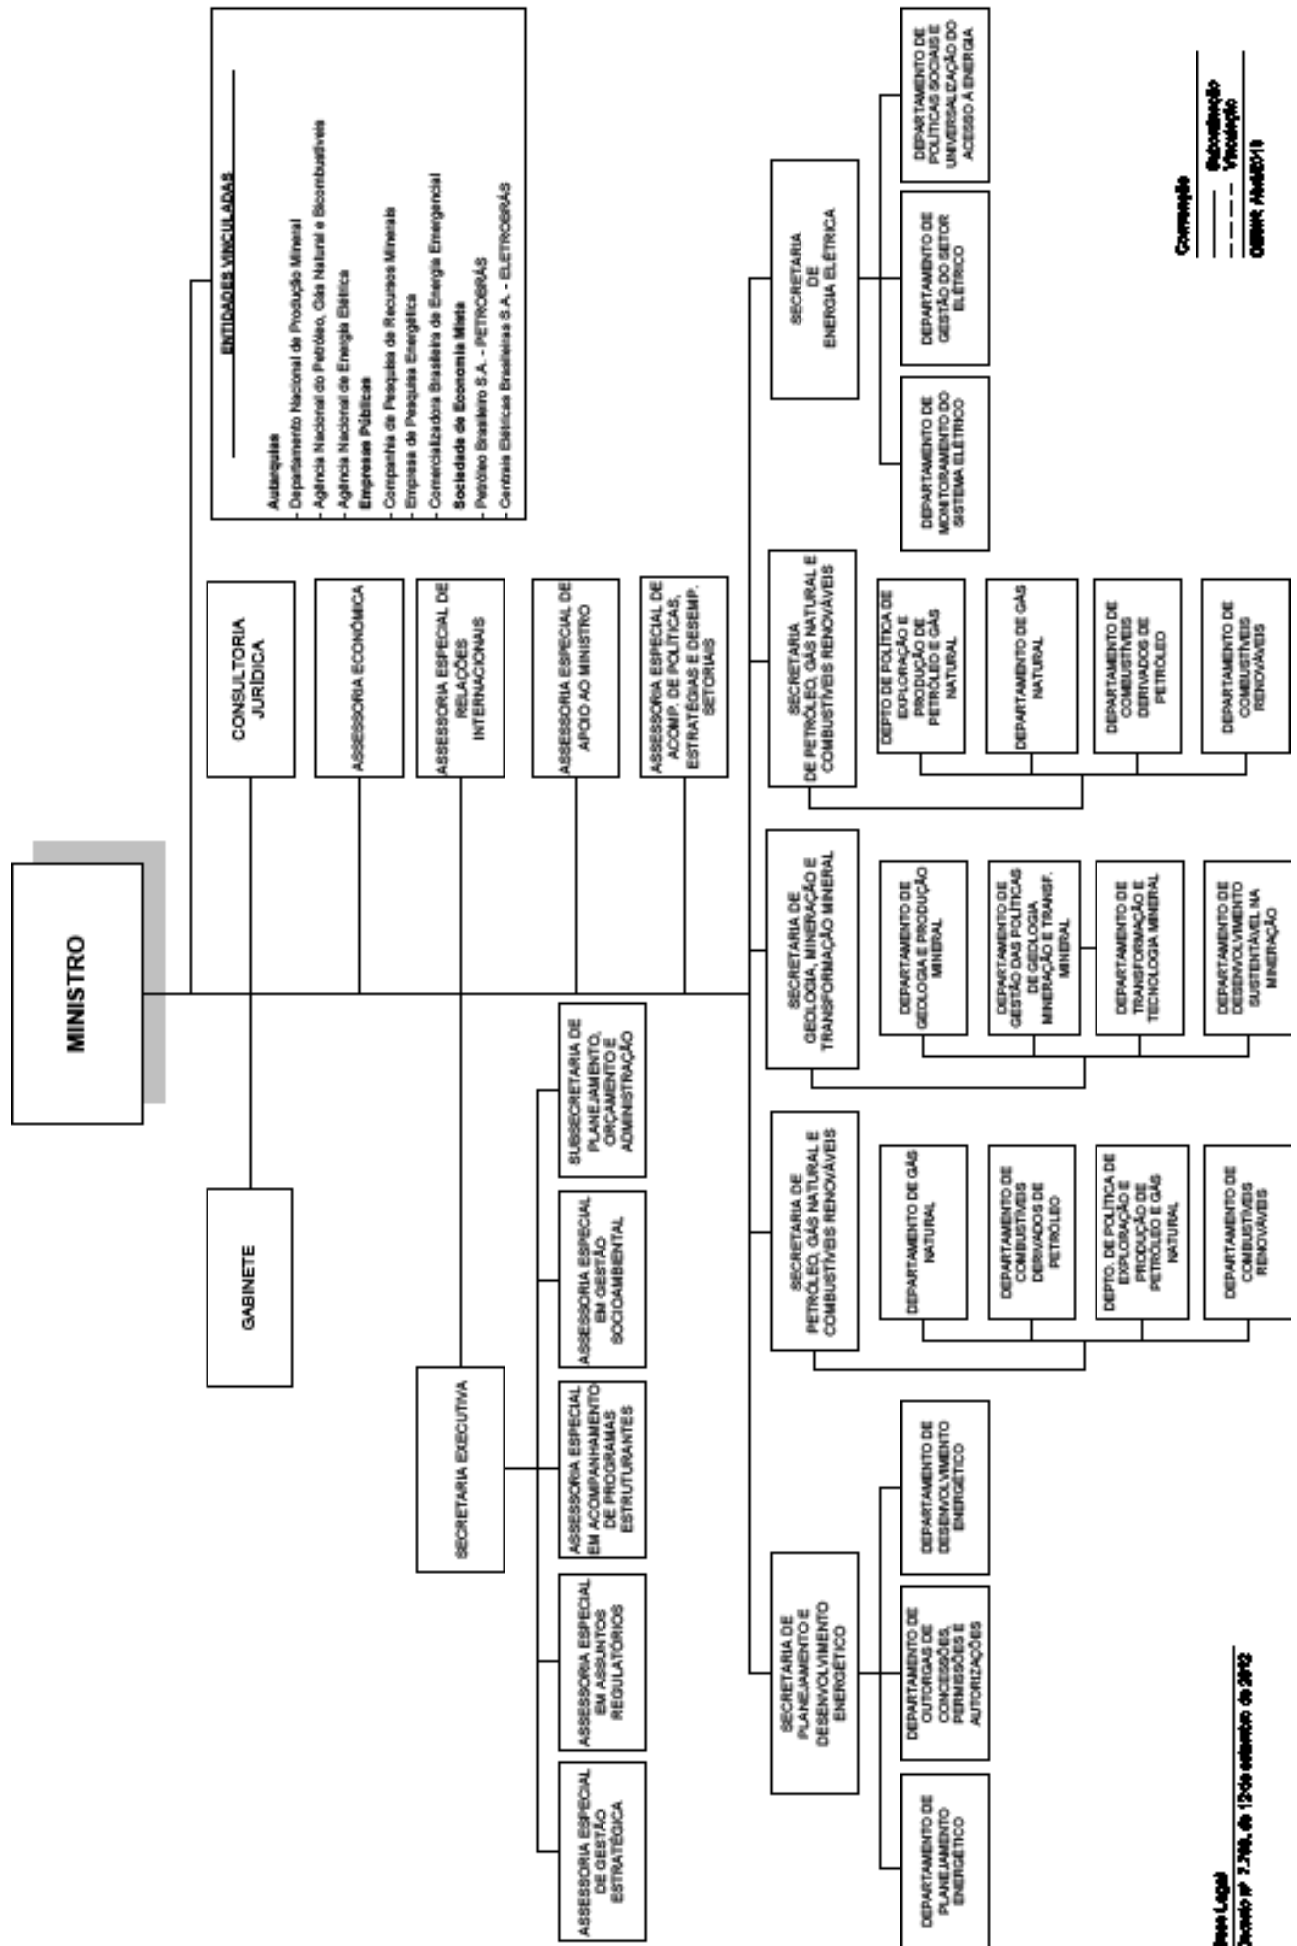 MINISTRO
ENTIDADES VINCULADAS
Autarquias
- Departamento Nacional de Produção Mineral
- Agência Nacional do Petróleo, Gás Natural e Bicombustíveis
- Agência Nacional de Energia Elétrica
Empresas Públicas
- Companhia de Pesquisa de Recursos Minerais
- Empresa de Pesquisa Energética
- Comercializadora Brasileira de Energia Emergencial
Sociedade de Economia Mista
- Petróleo Brasileiro S.A. - PETROBRÁS
- Centrais Elétricas Brasileiras S.A. - ELETROBRÁS
GABINETE
CONSULTORIA
JURÍDICA
ASSESSORIA ECONÔMICA
SECRETARIA EXECUTIVA
ASSESSORIA ESPECIAL DE
RELAÇÕES
INTERNACIONAIS
ASSESSORIA ESPECIAL DE
APOIO AO MINISTRO
ASSESSORIA ESPECIAL DE
ACOMP. DE POLÍTICAS,
ESTRATÉGIAS E DESEMP.
SETORIAIS
ASSESSORIA ESPECIAL
DE GESTÃO
ESTRATÉGICA
ASSESSORIA ESPECIAL
EM ASSUNTOS
REGULATÓRIOS
ASSESSORIA ESPECIAL
EM ACOMPANHAMENTO
DE PROGRAMAS
ESTRUTURANTES
ASSESSORIA ESPECIAL
EM GESTÃO
SOCIOAMBIENTAL
SUBSECRETARIA DE
PLANEJAMENTO,
ORÇAMENTO E
ADMINISTRAÇÃO
SECRETARIA DE
PLANEJAMENTO E
DESENVOLVIMENTO
ENERGÉTICO
DEPARTAMENTO DE
PLANEJAMENTO
ENERGÉTICO
DEPARTAMENTO DE
OUTORGAS DE
CONCESSÕES,
PERMISSÕES E
AUTORIZAÇÕES
DEPARTAMENTO DE
DESENVOLVIMENTO
ENERGÉTICO
SECRETARIA DE
PETRÓLEO, GÁS NATURAL E
COMBUSTÍVEIS RENOVÁVEIS
DEPARTAMENTO DE GÁS
NATURAL
DEPARTAMENTO DE
COMBUSTÍVEIS
DERIVADOS DE
PETRÓLEO
DEPTO. DE POLÍTICA DE
EXPLORAÇÃO E
PRODUÇÃO DE
PETRÓLEO E GÁS
NATURAL
DEPARTAMENTO DE
COMBUSTÍVEIS
RENOVÁVEIS
SECRETARIA DE
GEOLOGIA, MINERAÇÃO E
TRANSFORMAÇÃO MINERAL
DEPARTAMENTO DE
GEOLOGIA E PRODUÇÃO
MINERAL
DEPARTAMENTO DE
GESTÃO DAS POLÍTICAS
DE GEOLOGIA
MINERAÇÃO E TRANSF.
MINERAL
DEPARTAMENTO DE
TRANSFORMAÇÃO E
TECNOLOGIA MINERAL
DEPARTAMENTO DE
DESENVOLVIMENTO
SUSTENTÁVEL NA
MINERAÇÃO
SECRETARIA
DE PETRÓLEO, GÁS NATURAL E
COMBUSTÍVEIS RENOVÁVEIS
DEPTO DE POLÍTICA DE
EXPLORAÇÃO E
PRODUÇÃO DE
PETRÓLEO E GÁS
NATURAL
DEPARTAMENTO DE GÁS
NATURAL
DEPARTAMENTO DE
COMBUSTÍVEIS
DERIVADOS DE
PETRÓLEO
DEPARTAMENTO DE
COMBUSTÍVEIS
RENOVÁVEIS
SECRETARIA
DE
ENERGIA ELÉTRICA
DEPARTAMENTO DE
MONITORAMENTO DO
SISTEMA ELÉTRICO
DEPARTAMENTO DE
GESTÃO DO SETOR
ELÉTRICO
DEPARTAMENTO DE
POLÍTICAS SOCIAIS E
UNIVERSALIZAÇÃO DO
ACESSO À ENERGIA
Base Legal
Decreto nº de 12 de setembro de 2012
Convenção
Subordinação
Vinculação